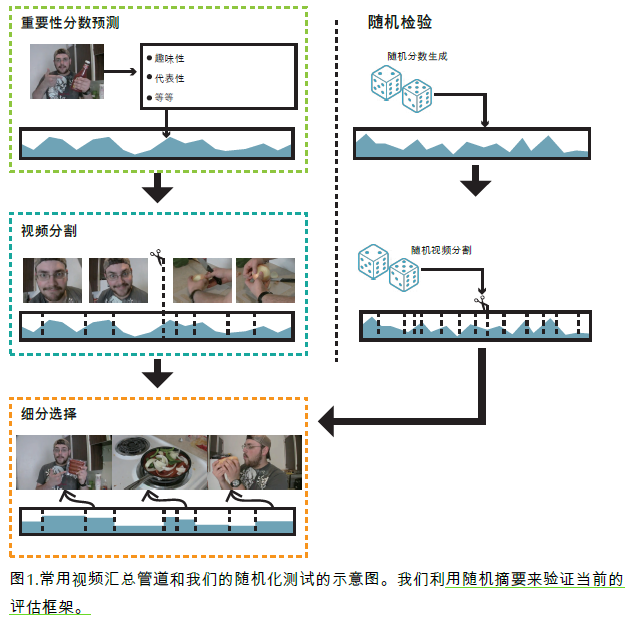 重要性分数预测
趣味性
代表性
等等
视频分割
细分选择
随机检验
随机分数生成
随机视频分割
图1.常用视频汇总管道和我们的随机化测试的示意图。我们利用随机摘要来验证当前的
评估框架。